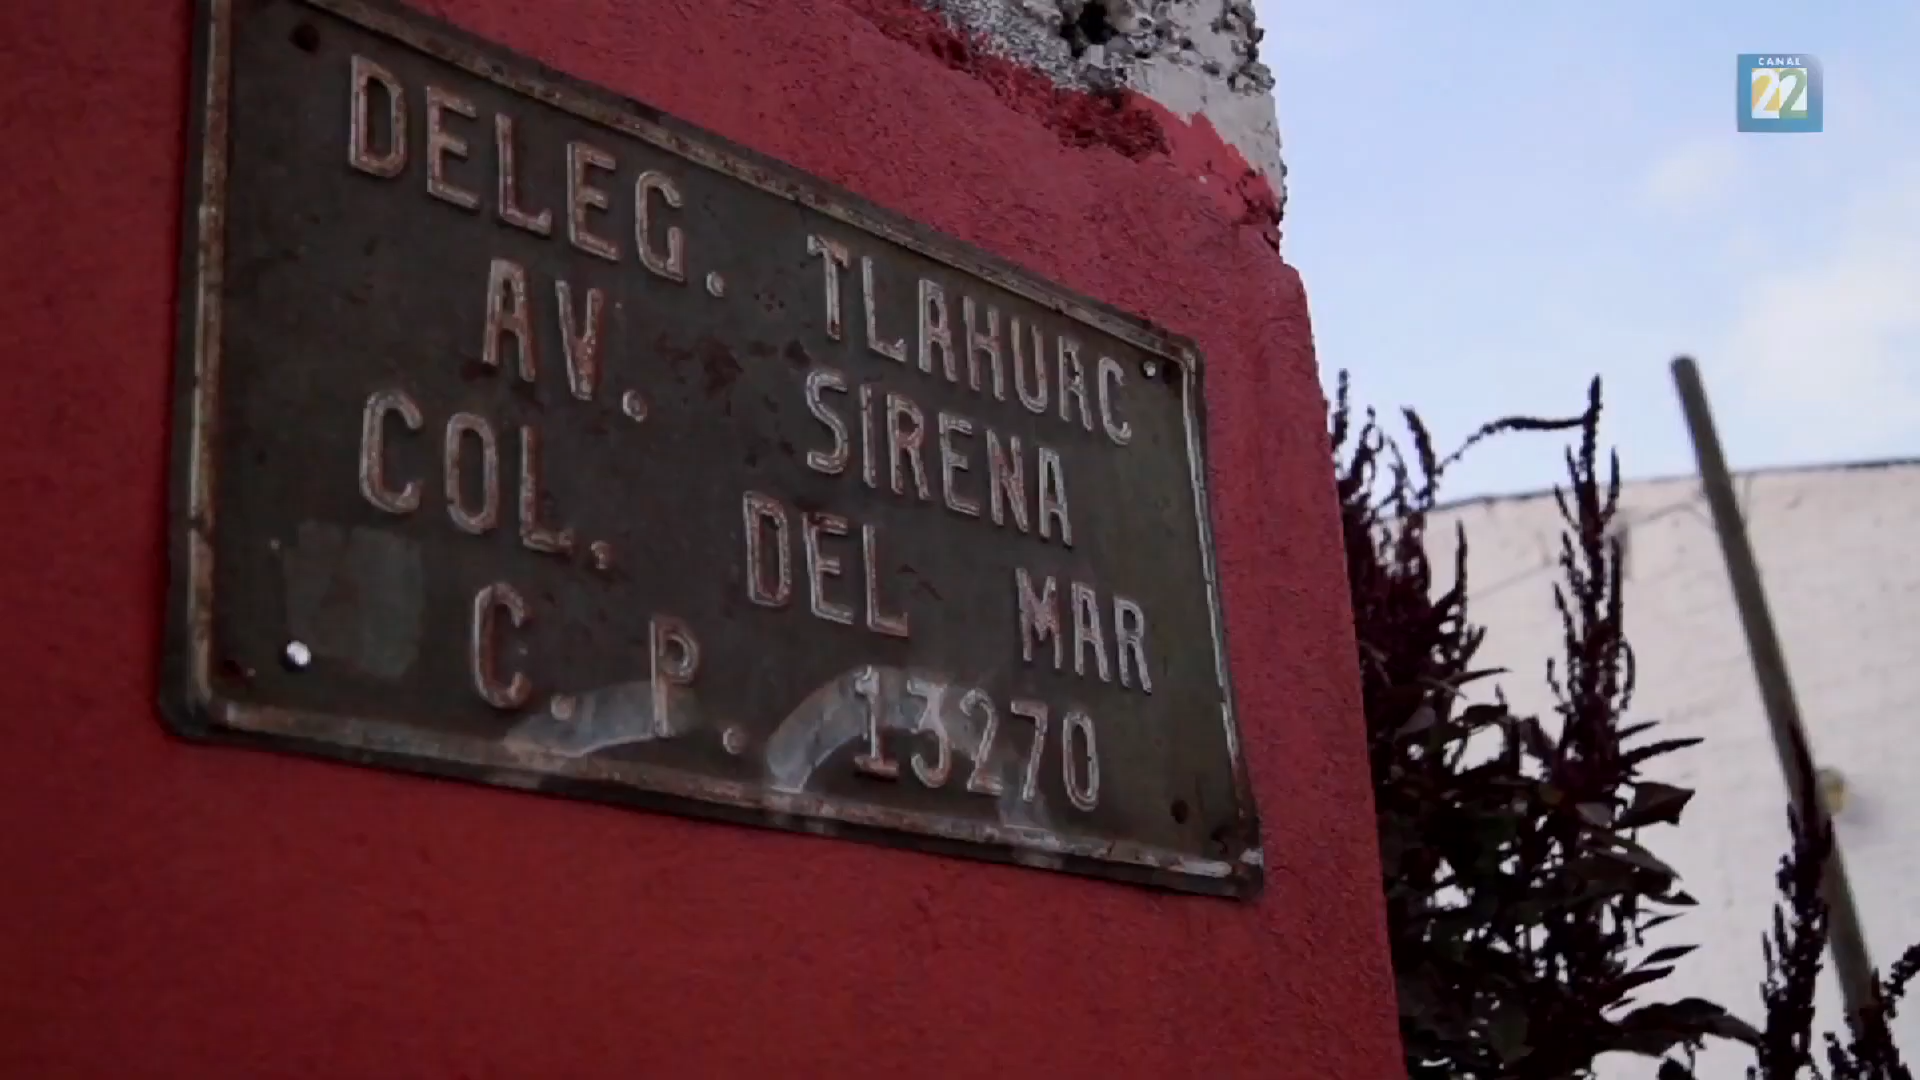 DELEG. TLAHUAC
AV. SIRENA
COL. DEL MAR
C. P. 13270
CANAL
22